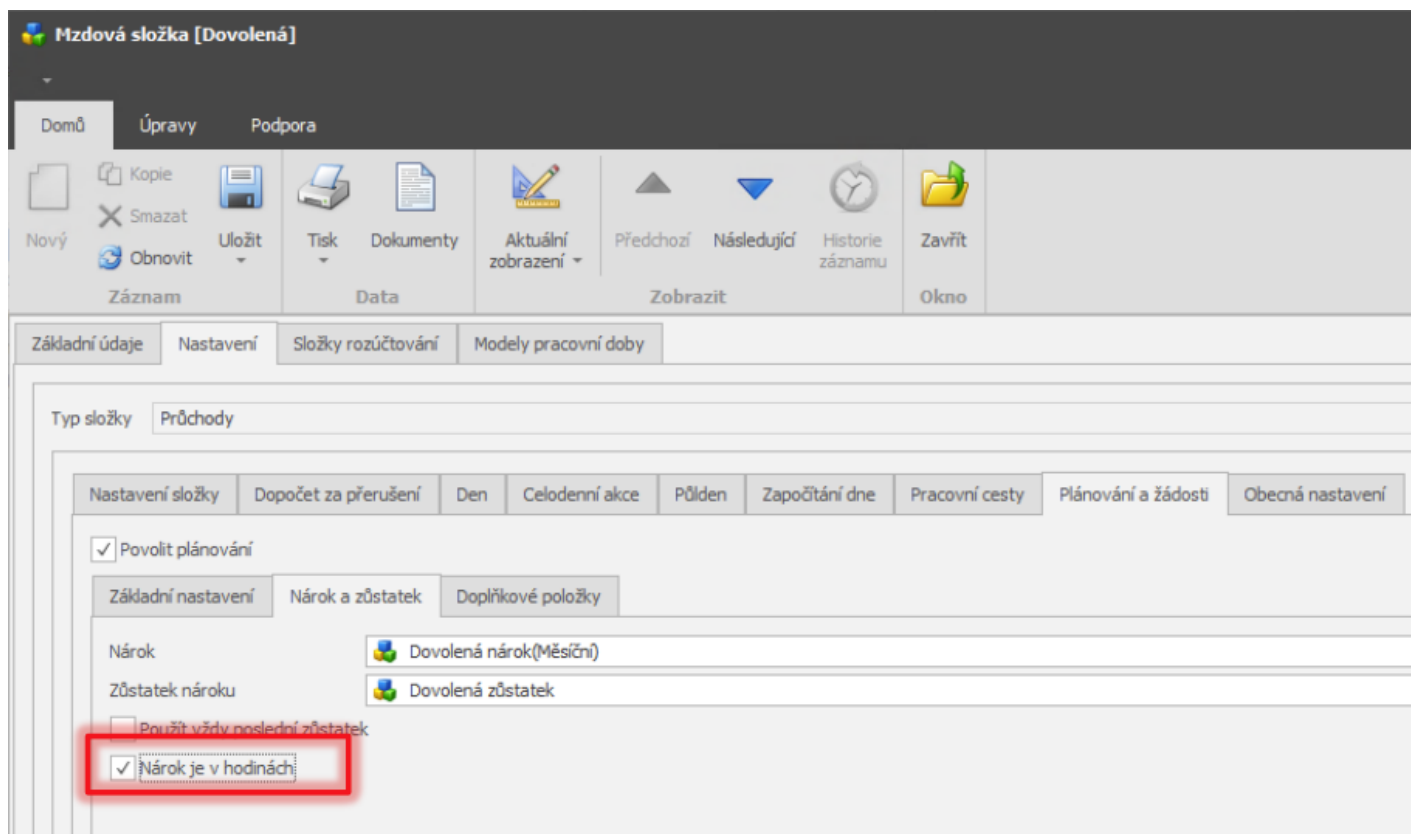 Mzdová složka [Dovolená]
Domů Úpravy Podpora
Nový
Kopie
Smazat
Obnovit
Uložit
Tisk
Dokumenty
Aktuální zobrazení
Předchozí
Následující
Historie záznamu
Zavřít
Záznam Data Zobrazit Okno
Základní údaje Nastavení Složky rozúčtování Modely pracovní doby
Typ složky Průchody
Nastavení složky Dopočet za přerušení Den Celodenní akce Půlden Započítání dne Pracovní cesty Plánování a žádosti Obecná nastavení
Povolit plánování
Základní nastavení Nárok a zůstatek Doplňkové položky
Nárok Dovolená nárok(Měsíční)
Zůstatek nároku Dovolená zůstatek
Použít vždy poslední zůstatek
Nárok je v hodinách